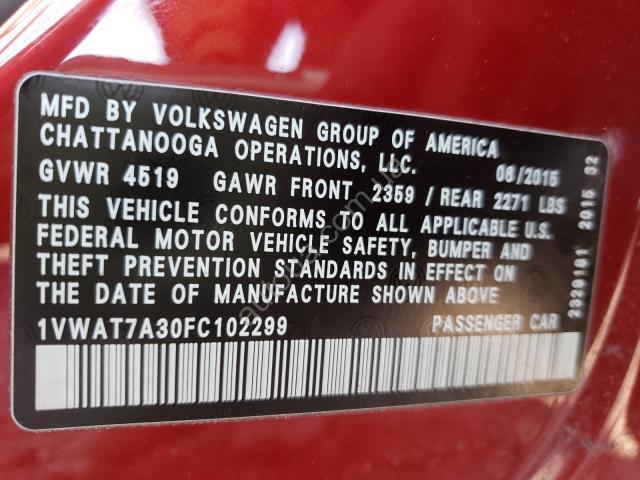 MFD BY VOLKSWAGEN GROUP OF AMERICA
CHATTANOOGA OPERATIONS, LLC. 06/2015
GVWR 4519 GAWR FRONT 2359 / REAR 2271 LBS
THIS VEHICLE CONFORMS TO ALL APPLICABLE U.S.
FEDERAL MOTOR VEHICLE SAFETY, BUMPER AND
THEFT PREVENTION STANDARDS IN EFFECT ON
THE DATE OF MANUFACTURE SHOWN ABOVE
1VWAT7A30FC102299 PASSENGER CAR
2015 32